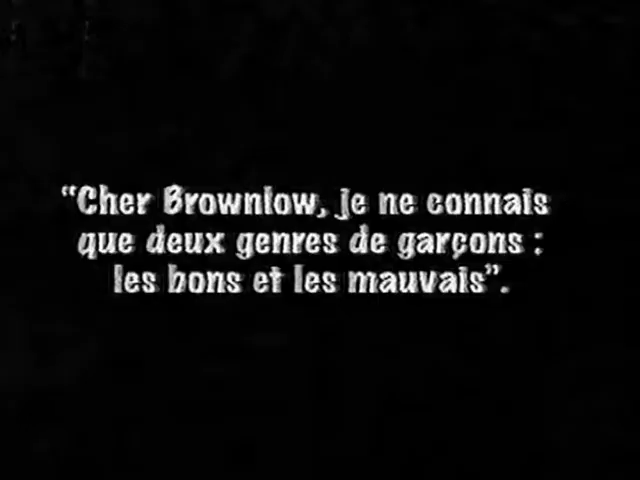 “Cher Brownlow, je ne connais
que deux genres de garçons :
les bons et les mauvais”.